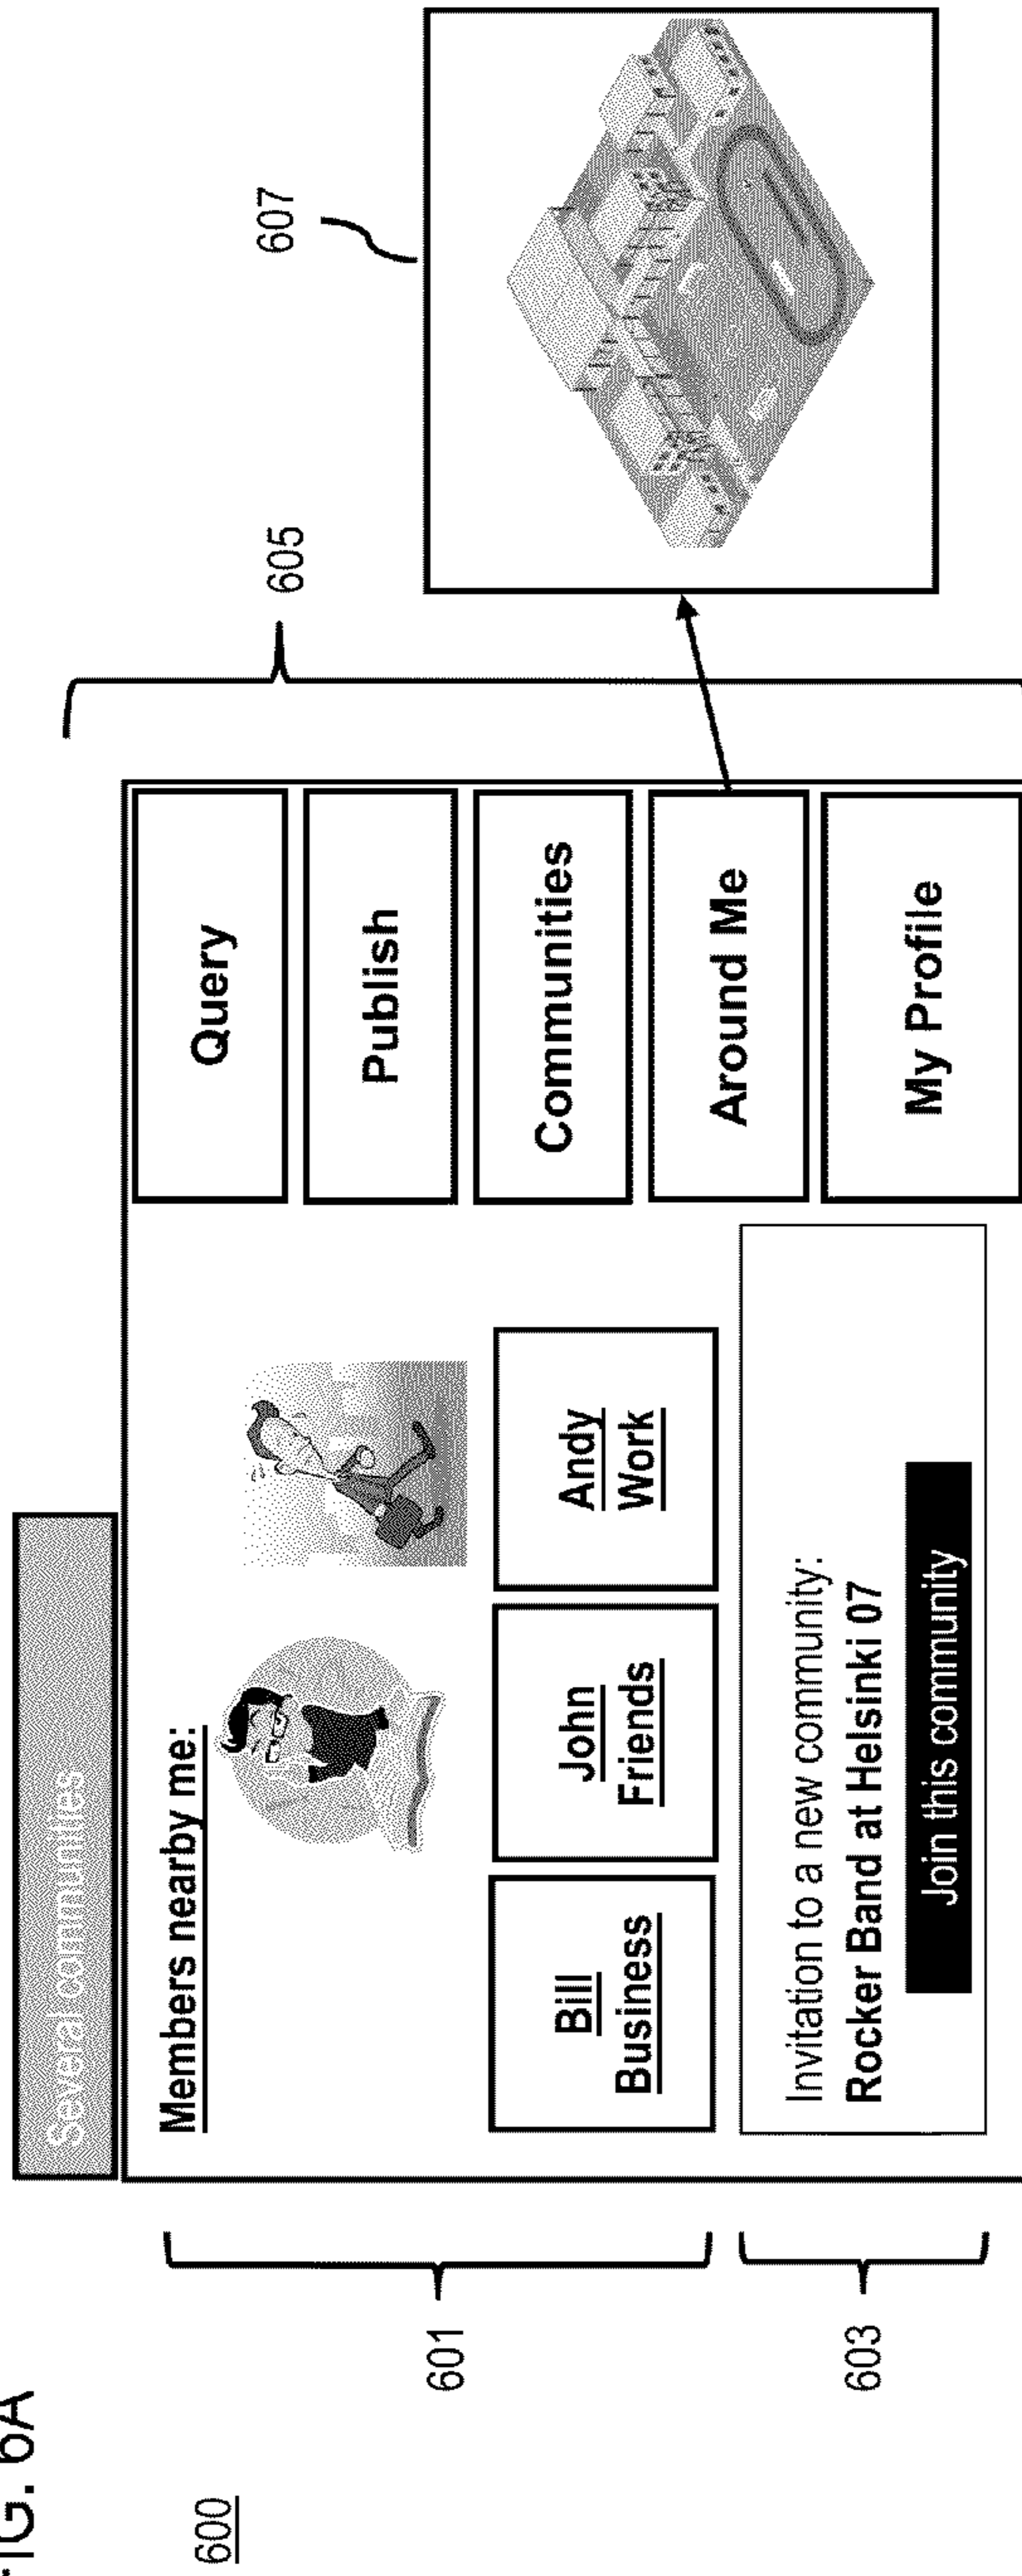 FIG. 6A
600
Several communities
Members nearby me:
Bill
Business
John
Friends
Andy
Work
601
Invitation to a new community:
Rocker Band at Helsinki 07
Join this community
603
Query
Publish
Communities
Around Me
My Profile
605
607